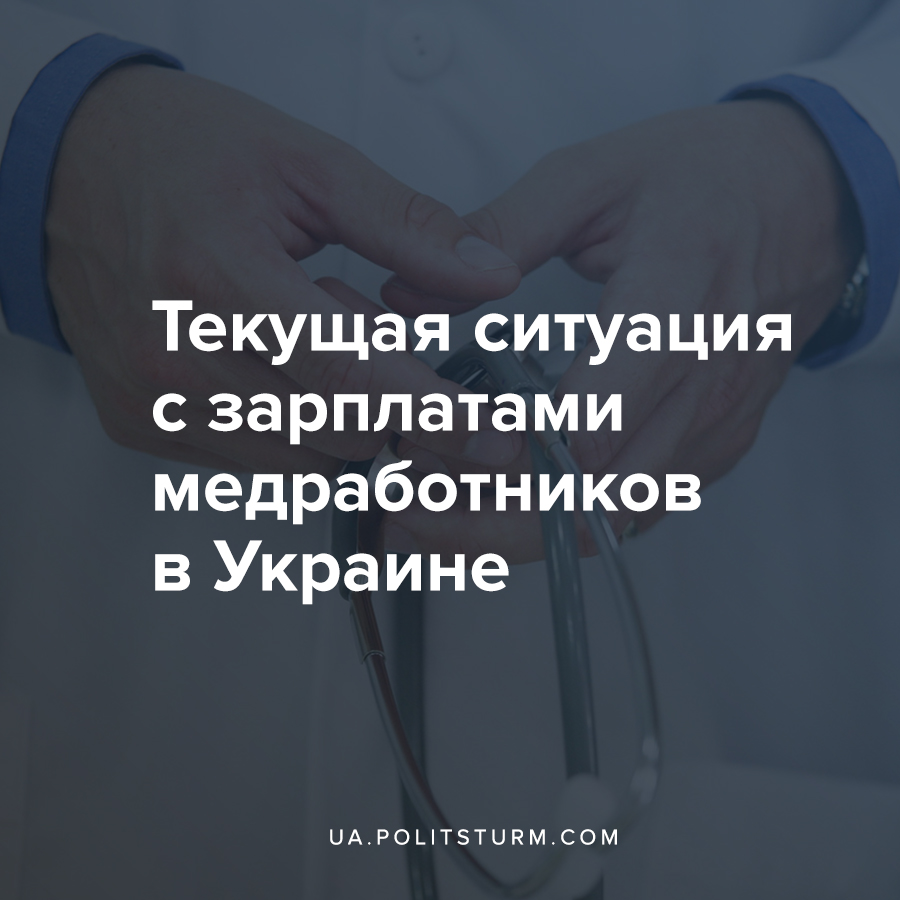 Текущая ситуация
с зарплатами
медработников
в Украине
UA.POLITSTURM.COM